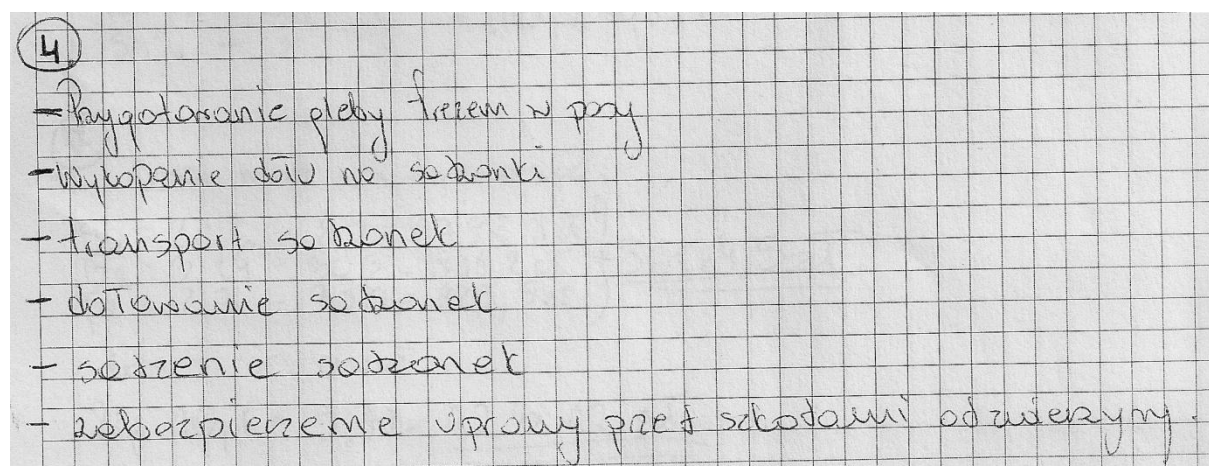 4
- Przygotowanie gleby frezem w pasy
- Wykopanie dołu na sadzonki
- transport sadzonek
- dołowanie sadzonek
- sadzenie sadzonek
- zabezpieczenie uprawy przed szkodami od zwierzyny.